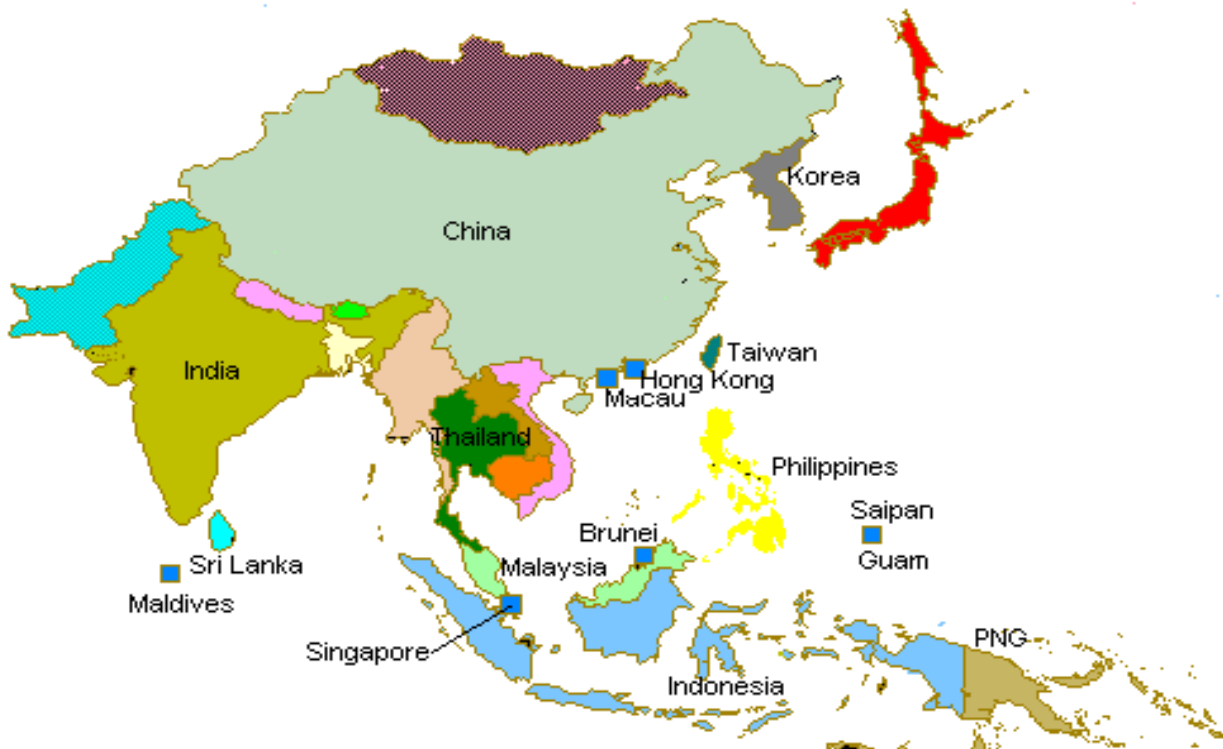 Korea
China
Taiwan
India
Hong Kong
Macau
Thailand
Philippines
Saipan
Brunei
Guam
Sri Lanka
Malaysia
Maldives
PNG
Singapore
Indonesia